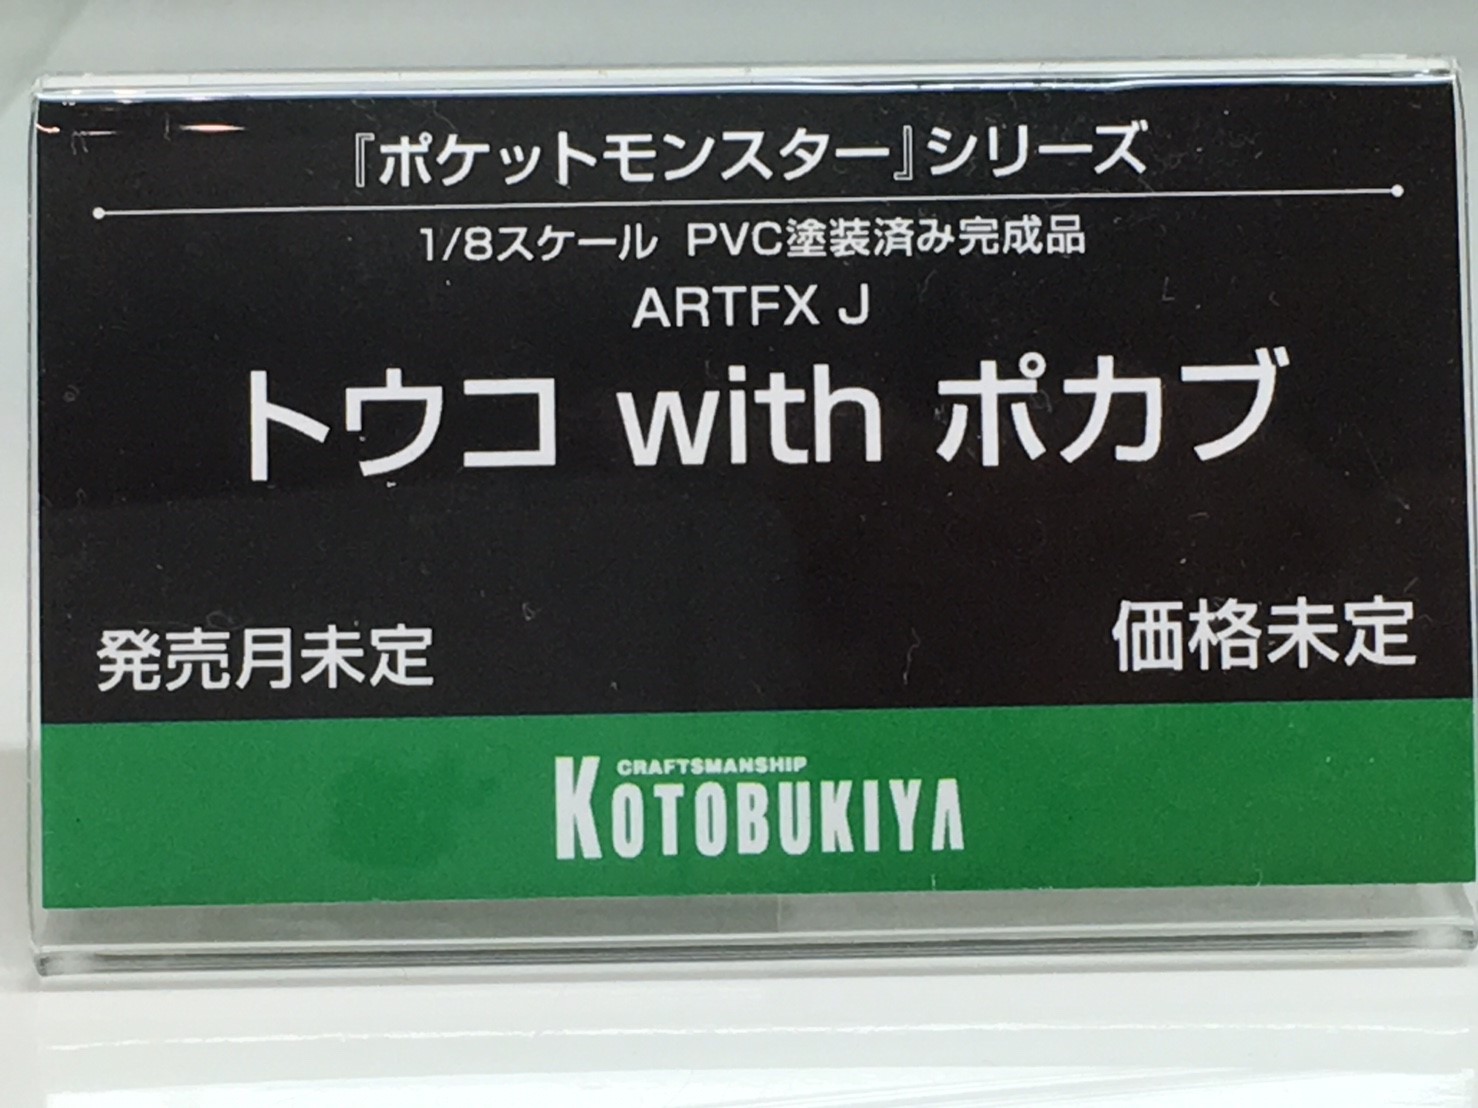 『ポケットモンスター』シリーズ
1/8スケール PVC塗装済み完成品
ARTFX J
トウコ with ポカブ
発売月未定
価格未定
CRAFTSMANSHIP
KOTOBUKIYA